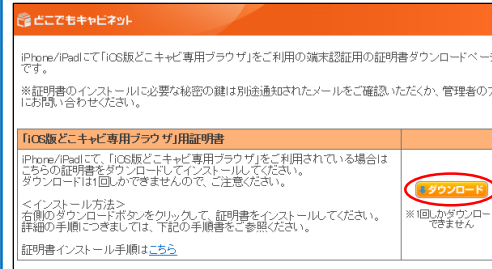 どこでもキャビネット
iPhone/iPadにて「iOS版どこキャビ専用ブラウザ」をご利用の端末認証用の証明書ダウンロードペー
です。
※証明書のインストールに必要な秘密の鍵は別途通知されたメールをご確認いただくか、管理者の
にお問い合わせください。
「iOS版どこキャビ専用ブラウザ」用証明書
iPhone/iPadにて、「iOS版どこキャビ専用ブラウザ」をご利用されている場合は
こちらの証明書をダウンロードしてインストールしてください。
ダウンロードは1回しかできませんので、ご注意ください。
<インストール方法>
右側のダウンロードボタンをクリックして、証明書をインストールしてください。
詳細の手順につきましては、下記の手順書をご参照ください。
証明書インストール手順はこちら
ダウンロード
※1回しかダウンロー
できません